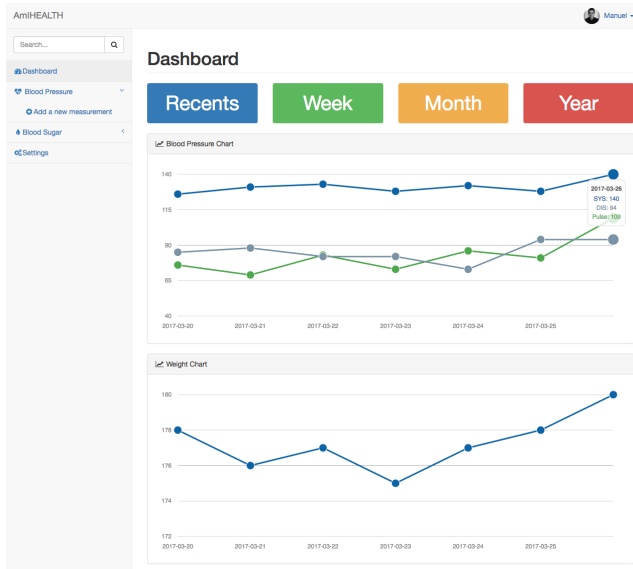 AmIHEALTH
Manuel
Search...
Dashboard
Blood Pressure
Add a new measurement
Blood Sugar
Settings
Dashboard
Recents
Week
Month
Year
Blood Pressure Chart
140
115
90
65
40
2017-03-26
SYS: 140
DIS: 94
Pulse: 109
2017-03-20
2017-03-21
2017-03-22
2017-03-23
2017-03-24
2017-03-25
Weight Chart
180
178
176
174
172
2017-03-20
2017-03-21
2017-03-22
2017-03-23
2017-03-24
2017-03-25